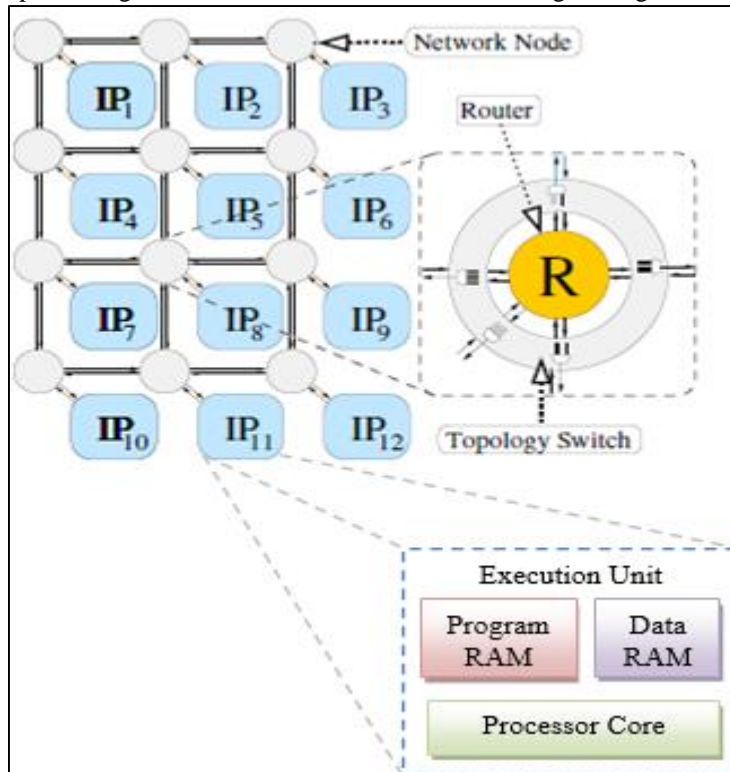 Network Node
IP1 IP2 IP3
Router
IP4 IP5 IP6
R
IP7 IP8 IP9
IP10 IP11 IP12
Topology Switch
Execution Unit
Program
RAM
Data
RAM
Processor Core